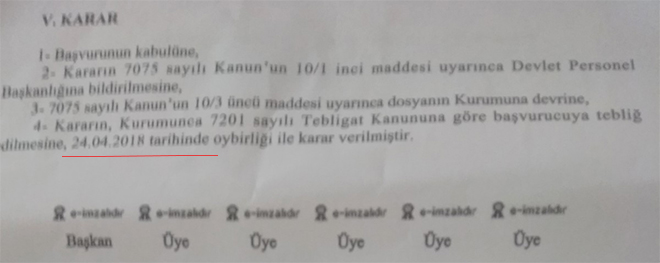 V. KARAR
1- Başvurunun kabulüne,
2- Kararın 7075 sayılı Kanun'un 10/1 inci maddesi uyarınca Devlet Personel
Başkanlığına bildirilmesine,
3- 7075 sayılı Kanun'un 10/3 üncü maddesi uyarınca dosyanın Kurumuna devrine,
4- Kararın, Kurumunca 7201 sayılı Tebligat Kanununa göre başvurucuya tebliğ
dilmesine, 24.04.2018 tarihinde oybirliği ile karar verilmiştir.
e-imzalıdır e-imzalıdır e-imzalıdır e-imzalıdır e-imzalıdır e-imzalıdır
Başkan Üye Üye Üye Üye Üye